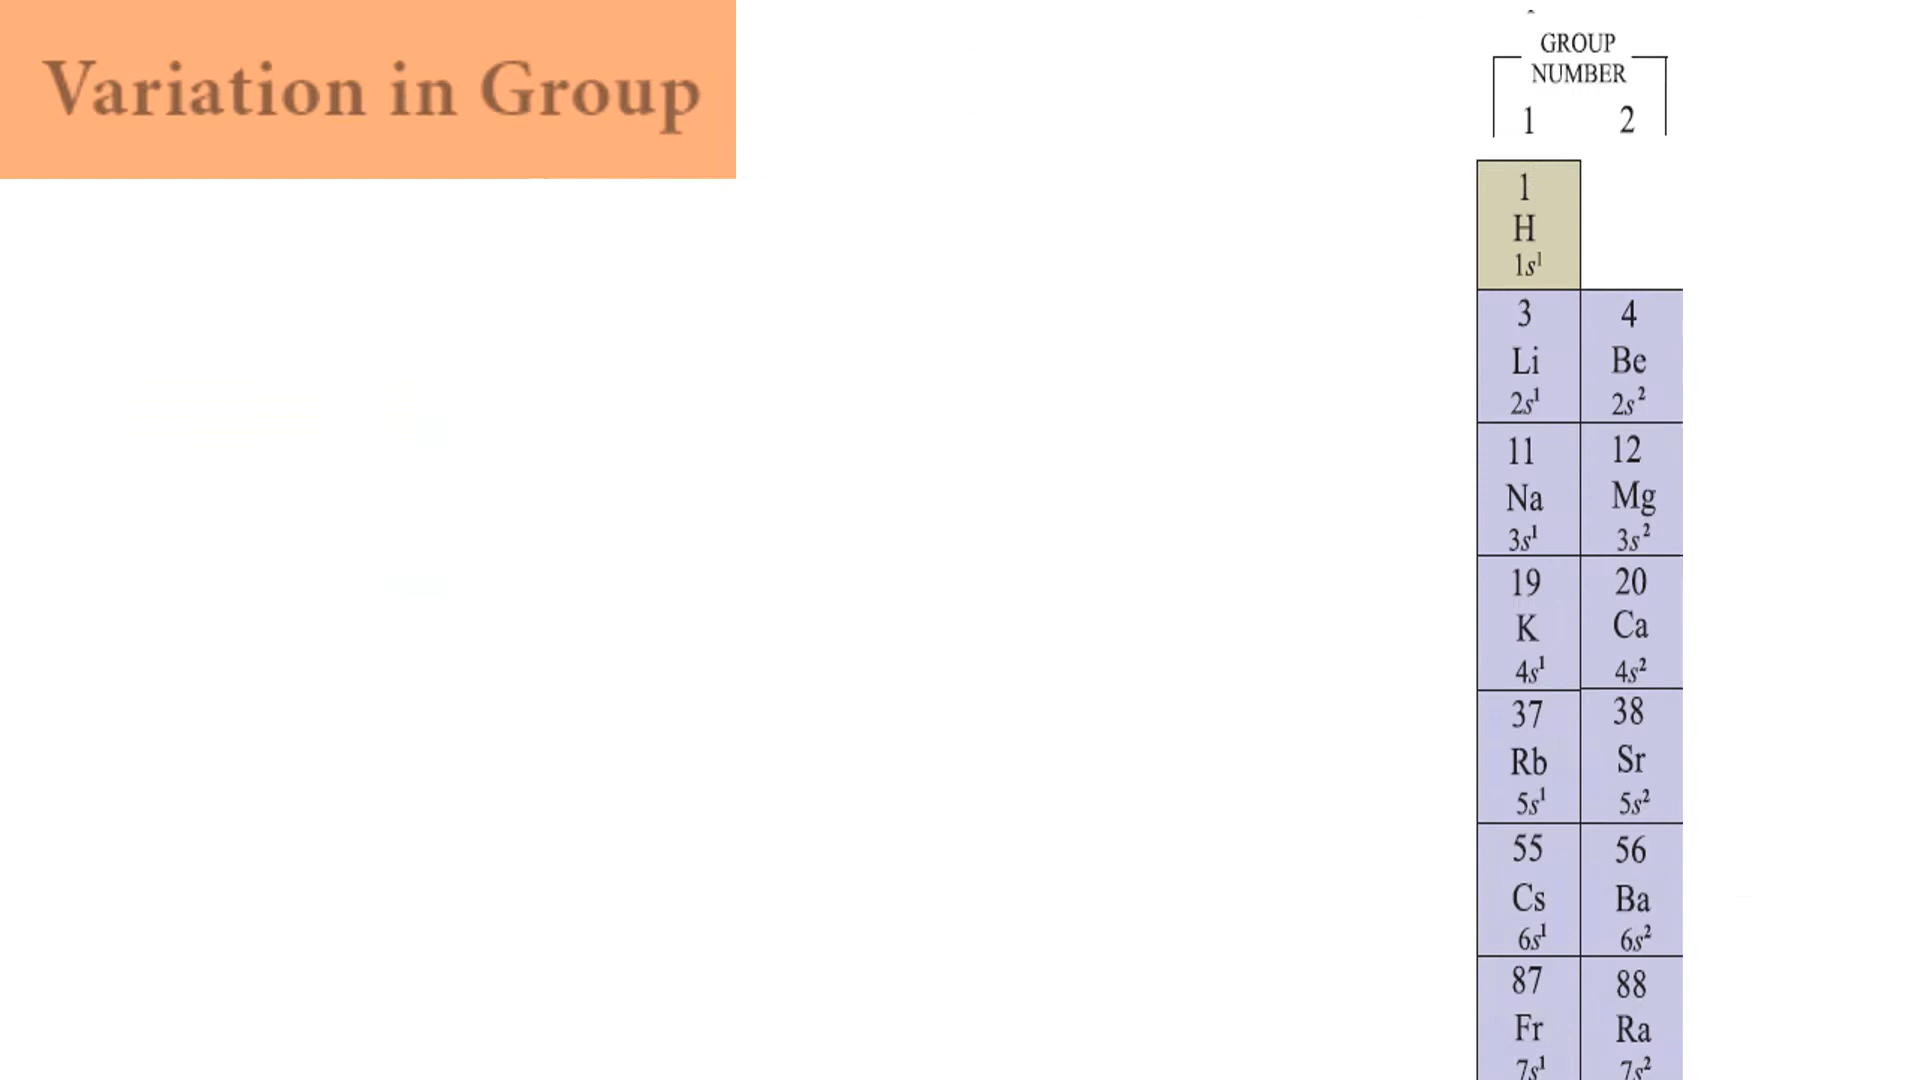 Variation in Group
GROUP
NUMBER
1 2
1
H
1s¹
3 4
Li Be
2s¹ 2s²
11 12
Na Mg
3s¹ 3s²
19 20
K Ca
4s¹ 4s²
37 38
Rb Sr
5s¹ 5s²
55 56
Cs Ba
6s¹ 6s²
87 88
Fr Ra
7s¹ 7s²